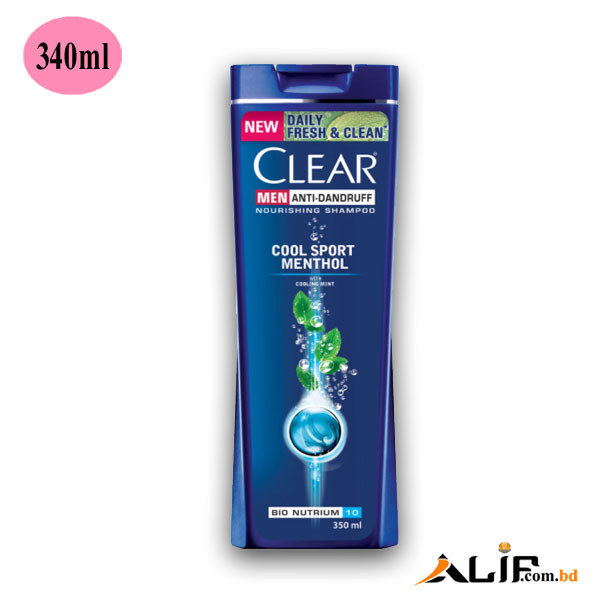 340ml
NEW
DAILY
FRESH & CLEAN*
CLEAR®
MEN ANTI-DANDRUFF
NOURISHING SHAMPOO
COOL SPORT
MENTHOL
WITH
COOLING MINT
BIO NUTRIUM 10
350 ml
ALIF.com.bd